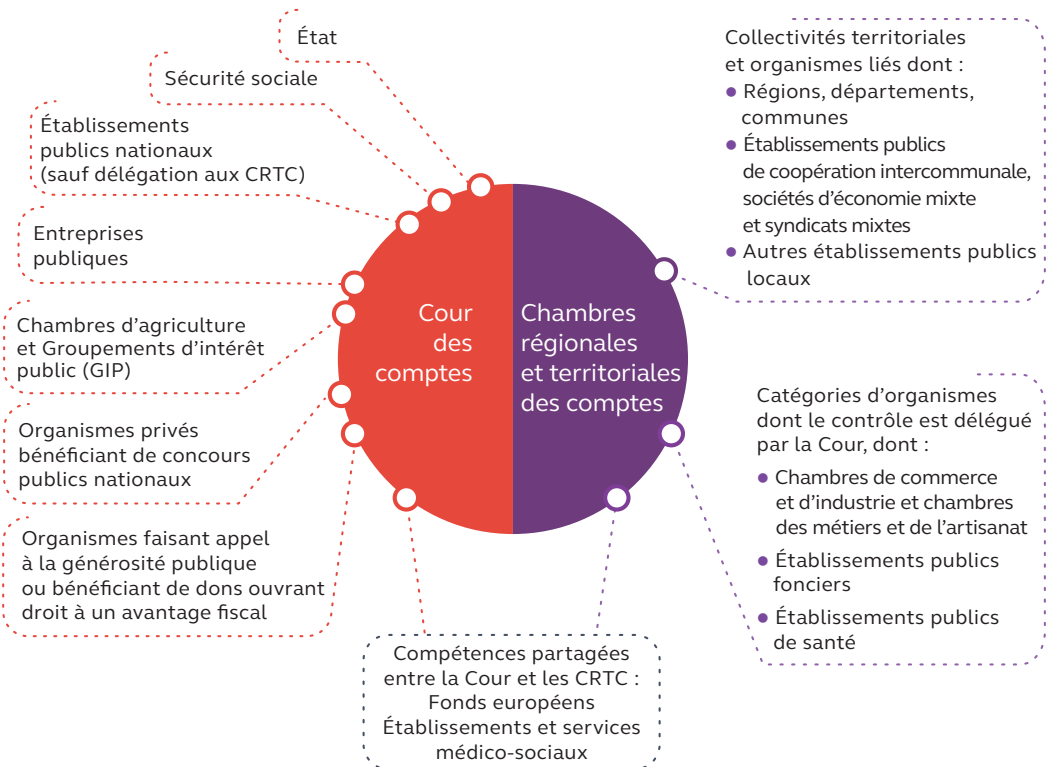 État
Sécurité sociale
Établissements
publics nationaux
(sauf délégation aux CRTC)
Entreprises
publiques
Chambres d'agriculture
et Groupements d'intérêt
public (GIP)
Organismes privés
bénéficiant de concours
publics nationaux
Organismes faisant appel
à la générosité publique
ou bénéficiant de dons ouvrant
droit à un avantage fiscal
Cour
des
comptes
Chambres
régionales
et territoriales
des comptes
Collectivités territoriales
et organismes liés dont :
• Régions, départements,
communes
• Établissements publics
de coopération intercommunale,
sociétés d'économie mixte
et syndicats mixtes
• Autres établissements publics
locaux
Catégories d'organismes
dont le contrôle est délégué
par la Cour, dont :
• Chambres de commerce
et d'industrie et chambres
des métiers et de l'artisanat
• Établissements publics
fonciers
• Établissements publics
de santé
Compétences partagées
entre la Cour et les CRTC :
Fonds européens
Établissements et services
médico-sociaux